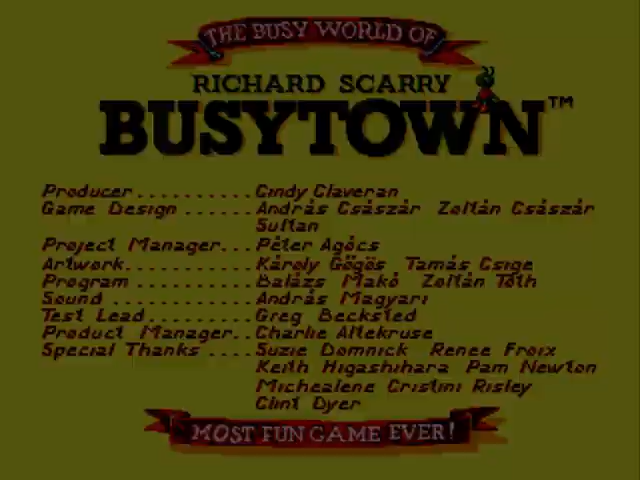 THE BUSY WORLD OF
RICHARD SCARRY
BUSYTOWN™
Producer...........Cindy Claveran
Game Design ......András Császár Zoltán Császár
Sultan
Project Manager...Péter Agócs
Artwork............Károly Gőgös Tamás Csige
Program ...........Balázs Makó Zoltán Tóth
Sound .............András Magyari
Test Lead..........Greg Becksted
Product Manager..Charlie Altekruse
Special Thanks ....Suzie Domnick Renee Froix
Keith Higashihara Pam Newton
Michealene Cristini Risley
Clint Dyer
MOST FUN GAME EVER!